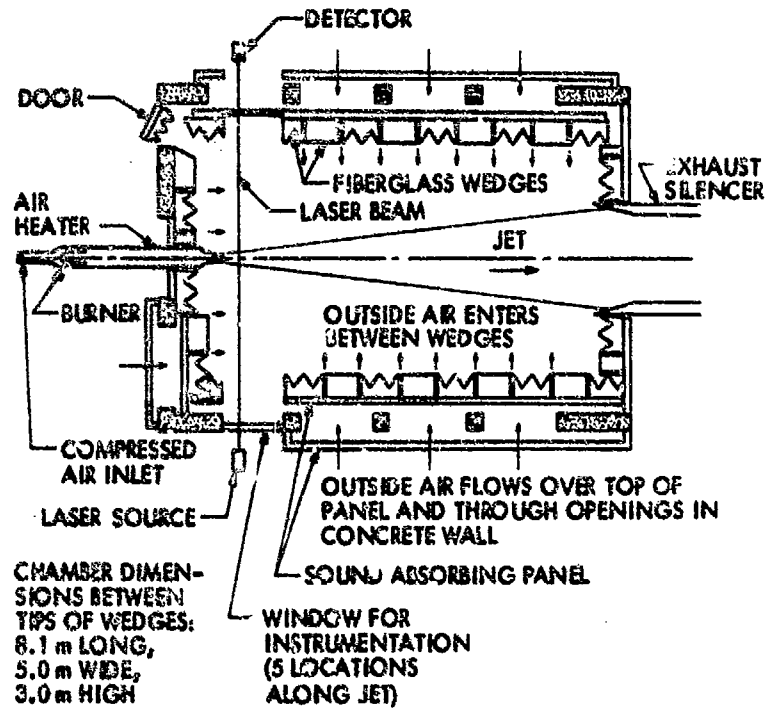 DETECTOR
DOOR
FIBERGLASS WEDGES
EXHAUST
SILENCER
LASER BEAM
AIR
HEATER
JET
BURNER
OUTSIDE AIR ENTERS
BETWEEN WEDGES
COMPRESSED
AIR INLET
LASER SOURCE
OUTSIDE AIR FLOWS OVER TOP OF
PANEL AND THROUGH OPENINGS IN
CONCRETE WALL
SOUND ABSORBING PANEL
CHAMBER DIMEN-
SIONS BETWEEN
TIPS OF WEDGES:
8.1 m LONG,
5.0 m WIDE,
3.0 m HIGH
WINDOW FOR
INSTRUMENTATION
(5 LOCATIONS
ALONG JET)